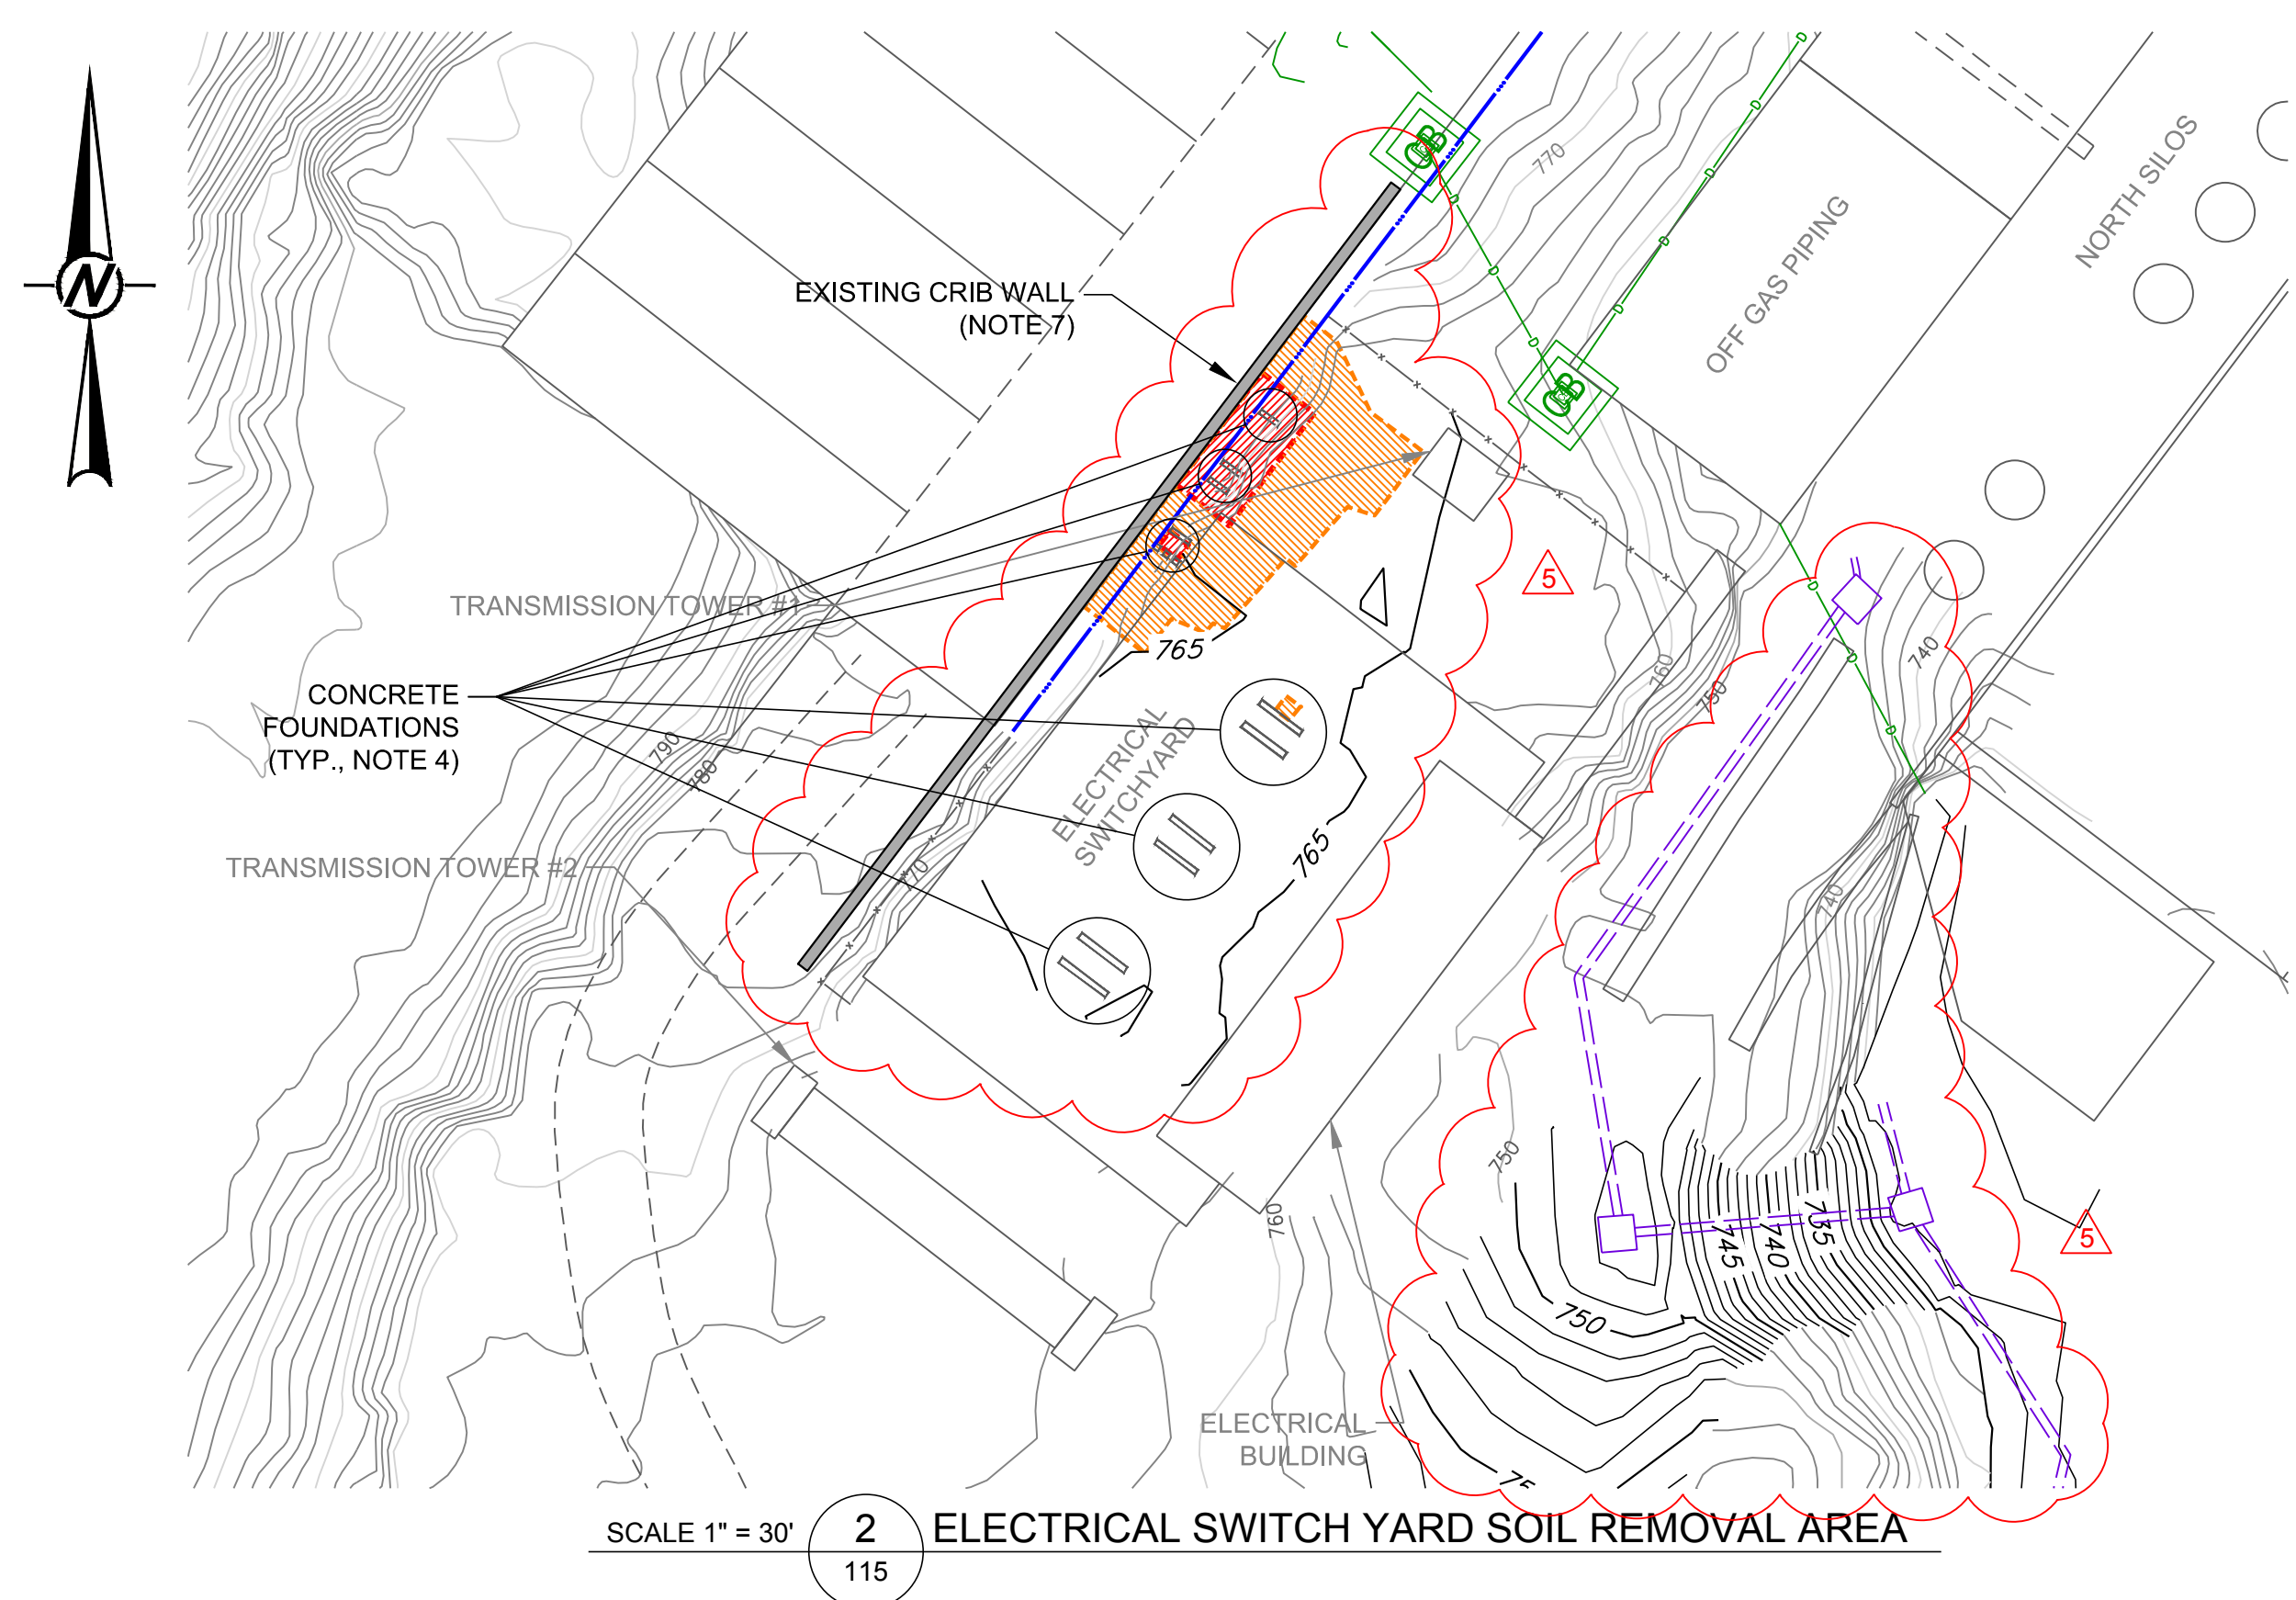 N
CB
770
OFF GAS PIPING
NORTH SILOS
EXISTING CRIB WALL
(NOTE 7)
CB
D
D
D
D
D
D
D
D
D
D
D
5
TRANSMISSION TOWER #1
765
760
750
740
CONCRETE
FOUNDATIONS
(TYP., NOTE 4)
790
780
ELECTRICAL
SWITCHYARD
765
770
TRANSMISSION TOWER #2
740
750
760
745
740
735
5
750
ELECTRICAL
BUILDING
SCALE 1" = 30'
2
115
ELECTRICAL SWITCH YARD SOIL REMOVAL AREA